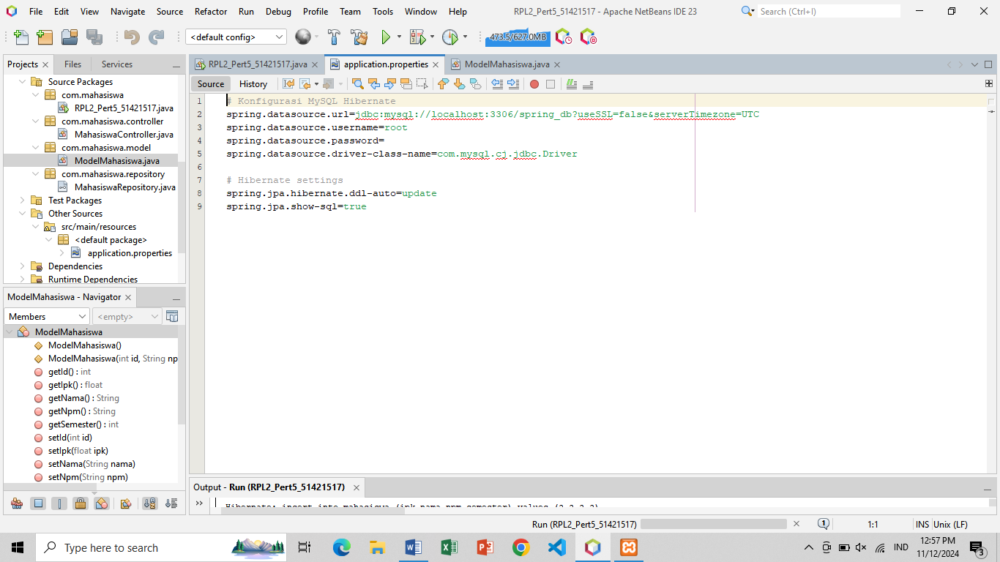 File Edit View Navigate Source Refactor Run Debug Profile Team Tools Window Help RPL2_Pert5_51421517 - Apache NetBeans IDE 23 Search (Ctrl+I)
<default config> 473.5/627.0MB
Projects Files Services
Source Packages
com.mahasiswa
RPL2_Pert5_51421517.java
com.mahasiswa.controller
MahasiswaController.java
com.mahasiswa.model
ModelMahasiswa.java
com.mahasiswa.repository
MahasiswaRepository.java
Test Packages
Other Sources
src/main/resources
<default package>
application.properties
Dependencies
Runtime Dependencies
ModelMahasiswa - Navigator
Members <empty>
ModelMahasiswa
ModelMahasiswa()
ModelMahasiswa(int id, String np
getId() : int
getIpk() : float
getNama() : String
getNpm() : String
getSemester() : int
setId(int id)
setIpk(float ipk)
setNama(String nama)
setNpm(String npm)
RPL2_Pert5_51421517.java application.properties ModelMahasiswa.java
Source History
1 # Konfigurasi MySQL Hibernate
2 spring.datasource.url=jdbc:mysql://localhost:3306/spring_db?useSSL=false&serverTimezone=UTC
3 spring.datasource.username=root
4 spring.datasource.password=
5 spring.datasource.driver-class-name=com.mysql.cj.jdbc.Driver
6
7 # Hibernate settings
8 spring.jpa.hibernate.ddl-auto=update
9 spring.jpa.show-sql=true
Output - Run (RPL2_Pert5_51421517)
Hibernate: insert into mahasiswa (ipk,nama,npm,semester) values (?,?,?,?)
Run (RPL2_Pert5_51421517) 1 1:1 INS Unix (LF)
Type here to search IND 12:57 PM
11/12/2024 3